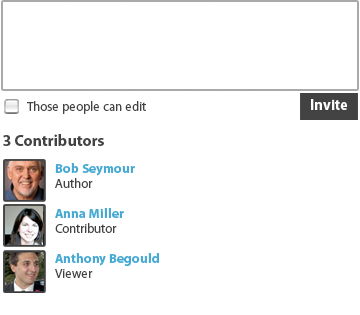 Those people can edit
Invite
3 Contributors
Bob Seymour
Author
Anna Miller
Contributor
Anthony Begould
Viewer